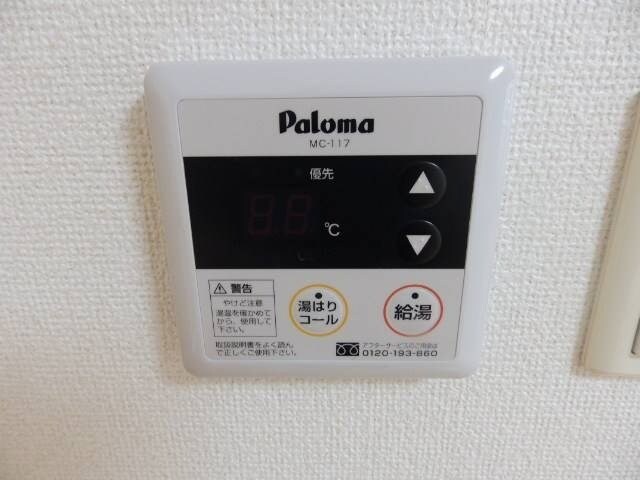 Paloma
MC-117
優先
℃
▲
▼
⚠ 警告
やけど注意
湯温を確かめて
から、使用して
下さい。
取扱説明書をよく読ん
で正しくご使用下さい。
湯はり
コール
給湯
アフターサービスのご用命は
0120-193-860